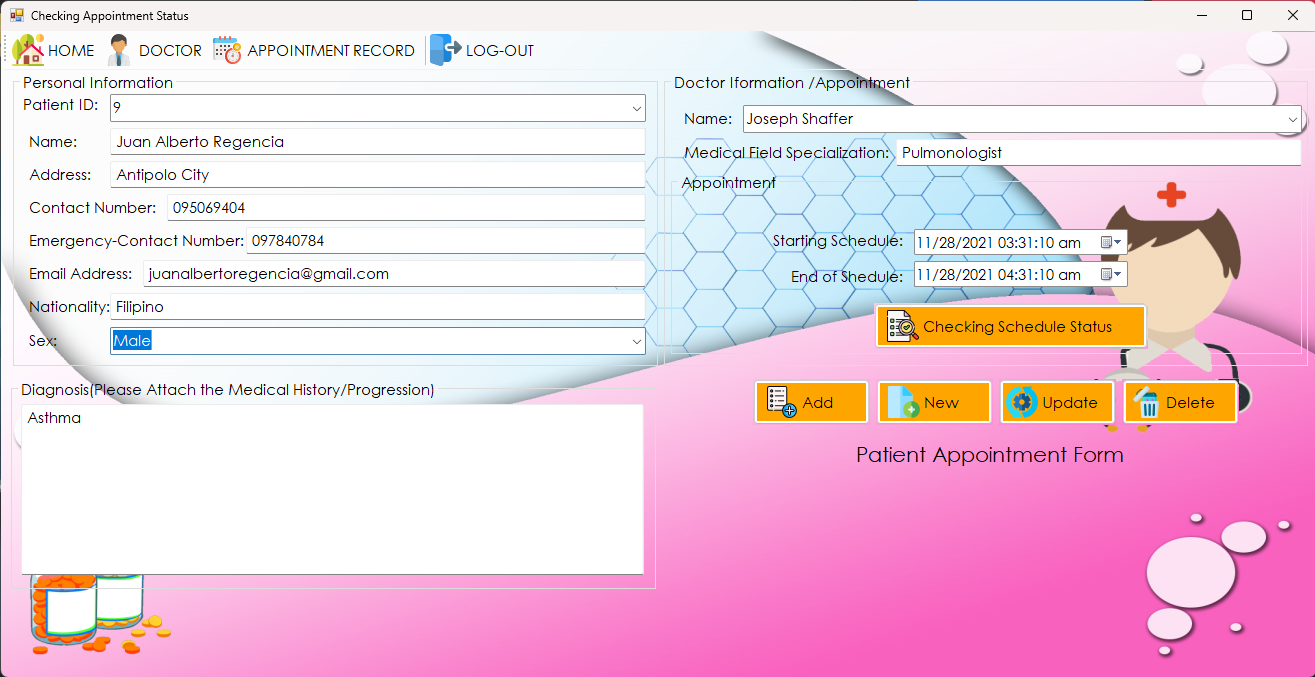 Checking Appointment Status
HOME DOCTOR APPOINTMENT RECORD LOG-OUT
Personal Information
Patient ID: 9
Name: Juan Alberto Regencia
Address: Antipolo City
Contact Number: 095069404
Emergency-Contact Number: 097840784
Email Address: juanalbertoregencia@gmail.com
Nationality: Filipino
Sex: Male
Diagnosis(Please Attach the Medical History/Progression)
Asthma
Doctor Iformation /Appointment
Name: Joseph Shaffer
Medical Field Specialization: Pulmonologist
Appointment
Starting Schedule: 11/28/2021 03:31:10 am
End of Shedule: 11/28/2021 04:31:10 am
Checking Schedule Status
Add New Update Delete
Patient Appointment Form